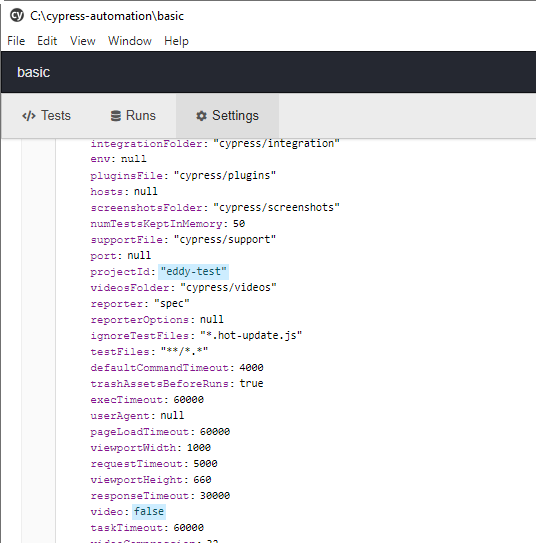 cy C:\cypress-automation\basic
File Edit View Window Help
basic
</> Tests Runs Settings
integrationFolder: "cypress/integration"
env: null
pluginsFile: "cypress/plugins"
hosts: null
screenshotsFolder: "cypress/screenshots"
numTestsKeptInMemory: 50
supportFile: "cypress/support"
port: null
projectId: "eddy-test"
videosFolder: "cypress/videos"
reporter: "spec"
reporterOptions: null
ignoreTestFiles: "*.hot-update.js"
testFiles: "**/*.*"
defaultCommandTimeout: 4000
trashAssetsBeforeRuns: true
execTimeout: 60000
userAgent: null
pageLoadTimeout: 60000
viewportWidth: 1000
requestTimeout: 5000
viewportHeight: 660
responseTimeout: 30000
video: false
taskTimeout: 60000
videoCompression: 32